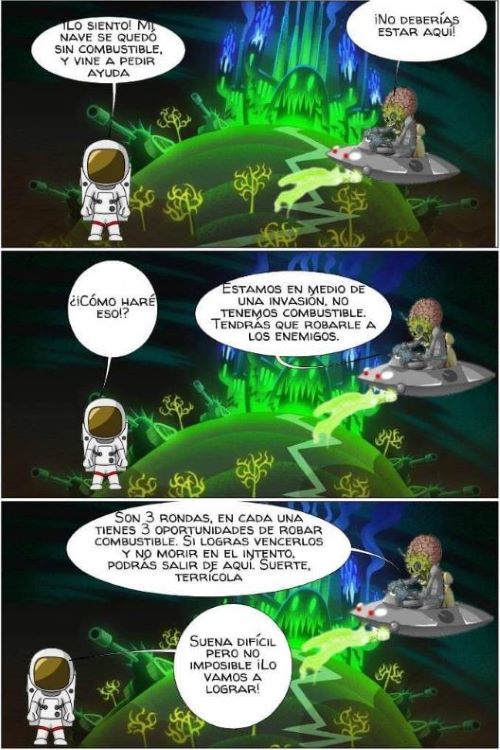 ¡LO SIENTO! MI
NAVE SE QUEDÓ
SIN COMBUSTIBLE,
Y VINE A PEDIR
AYUDA
¡NO DEBERÍAS
ESTAR AQUÍ!
¿¡CÓMO HARÉ
ESO!?
ESTAMOS EN MEDIO DE
UNA INVASIÓN, NO
TENEMOS COMBUSTIBLE.
TENDRÁS QUE ROBARLE A
LOS ENEMIGOS.
SON 3 RONDAS, EN CADA UNA
TIENES 3 OPORTUNIDADES DE ROBAR
COMBUSTIBLE. SI LOGRAS VENCERLOS
Y NO MORIR EN EL INTENTO,
PODRÁS SALIR DE AQUÍ. SUERTE,
TERRÍCOLA
SUENA DIFÍCIL
PERO NO
IMPOSIBLE ¡LO
VAMOS A
LOGRAR!